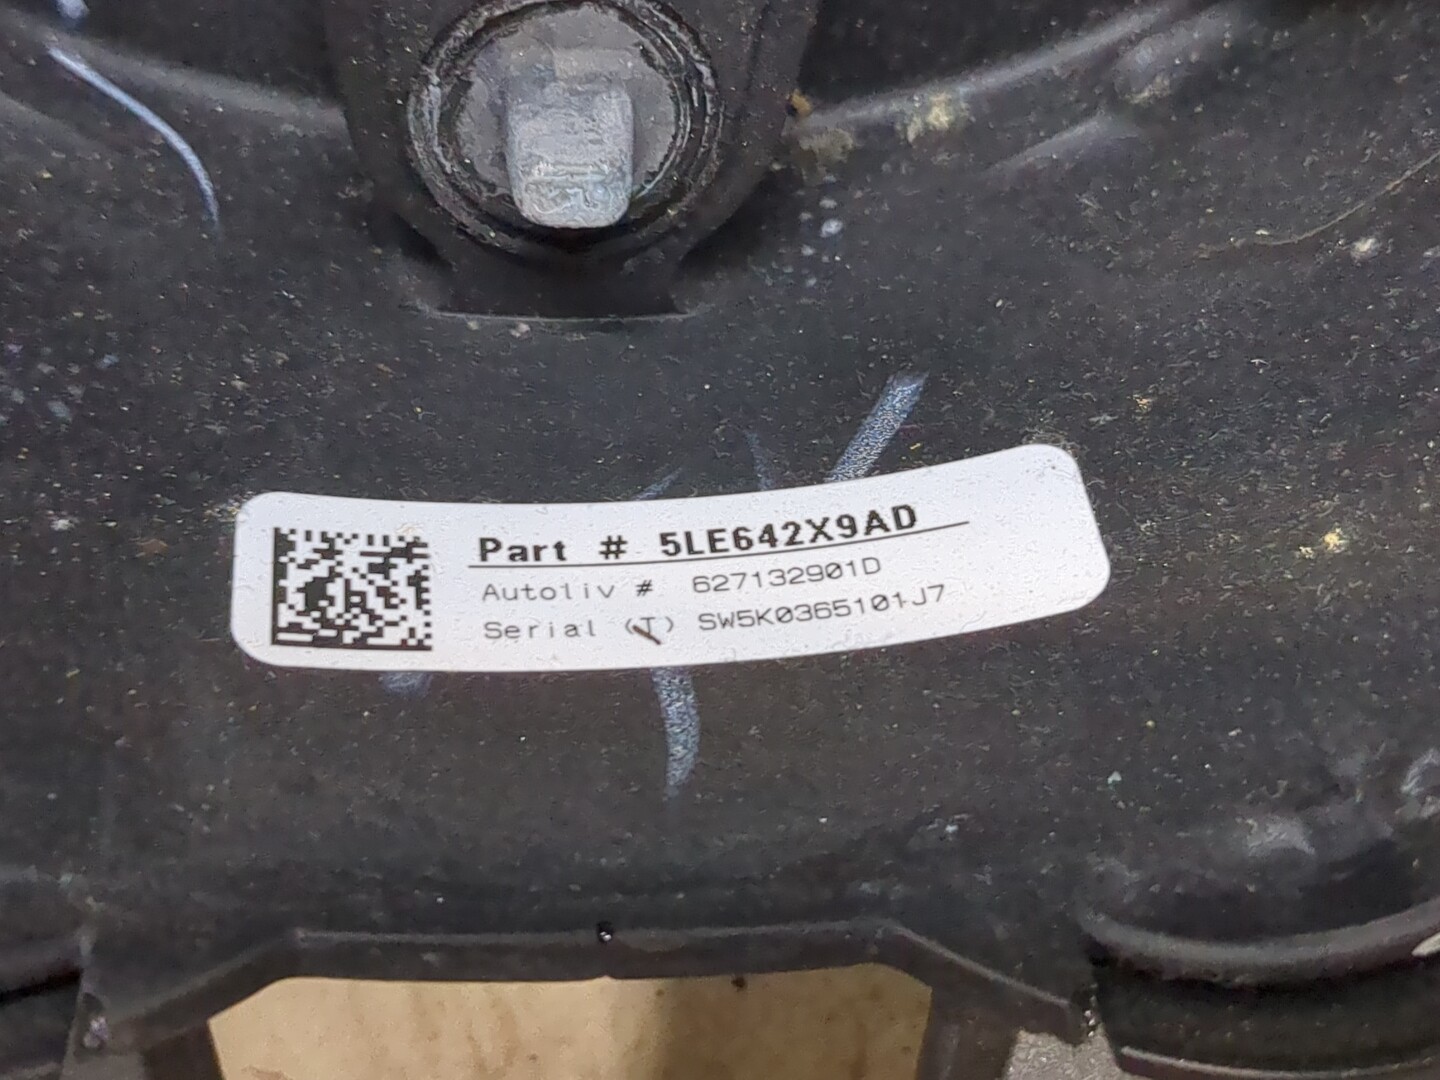 Part # 5LE642X9AD
Autoliv # 627132901D
Serial (T) SW5K0365101J7